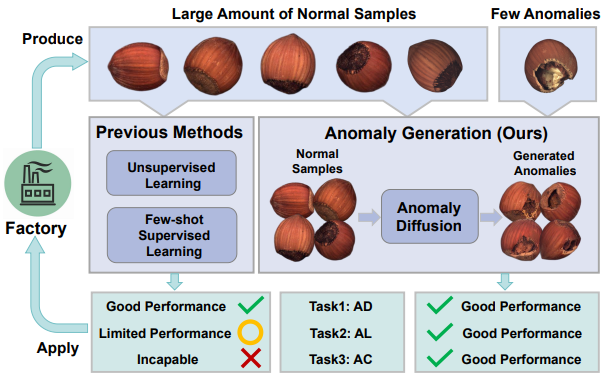 Large Amount of Normal Samples
Few Anomalies
Produce
Previous Methods
Unsupervised
Learning
Few-shot
Supervised
Learning
Anomaly Generation (Ours)
Normal
Samples
Anomaly
Diffusion
Generated
Anomalies
Factory
Apply
Good Performance
Limited Performance
Incapable
Task1: AD
Task2: AL
Task3: AC
Good Performance
Good Performance
Good Performance